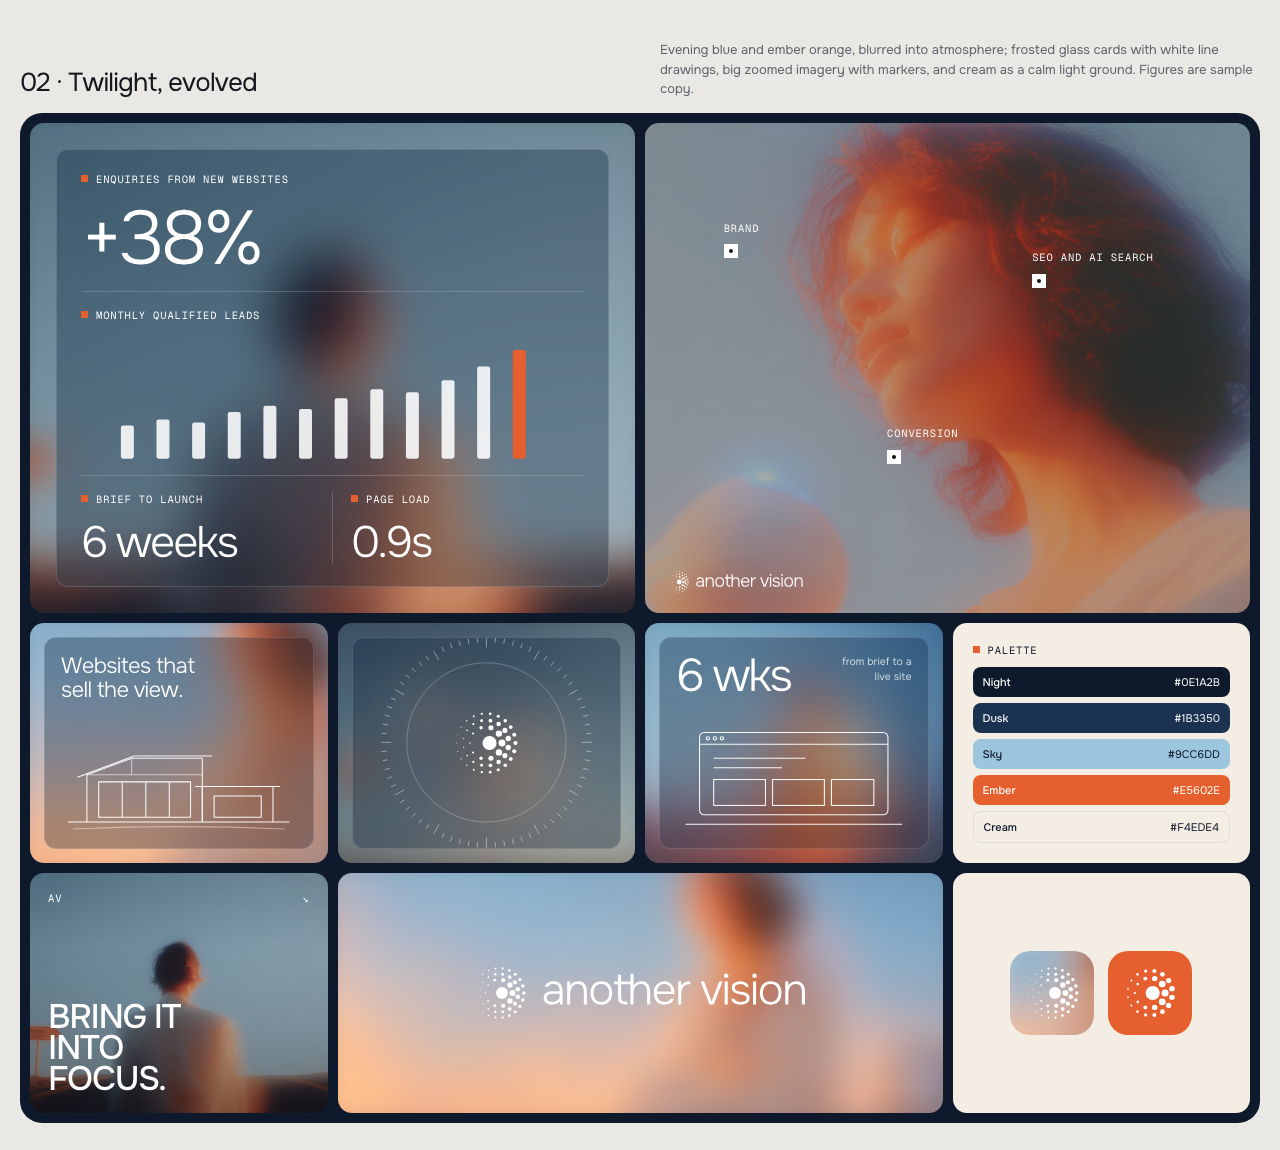 02 · Twilight, evolved
Evening blue and ember orange, blurred into atmosphere; frosted glass cards with white line
drawings, big zoomed imagery with markers, and cream as a calm light ground. Figures are sample
copy.
ENQUIRIES FROM NEW WEBSITES
+38%
MONTHLY QUALIFIED LEADS
BRIEF TO LAUNCH
6 weeks
PAGE LOAD
0.9s
BRAND
SEO AND AI SEARCH
CONVERSION
another vision
Websites that
sell the view.
6 wks
from brief to a
live site
PALETTE
Night #0E1A2B
Dusk #1B3350
Sky #9CC6DD
Ember #E5602E
Cream #F4EDE4
AV ↘
BRING IT
INTO
FOCUS.
another vision